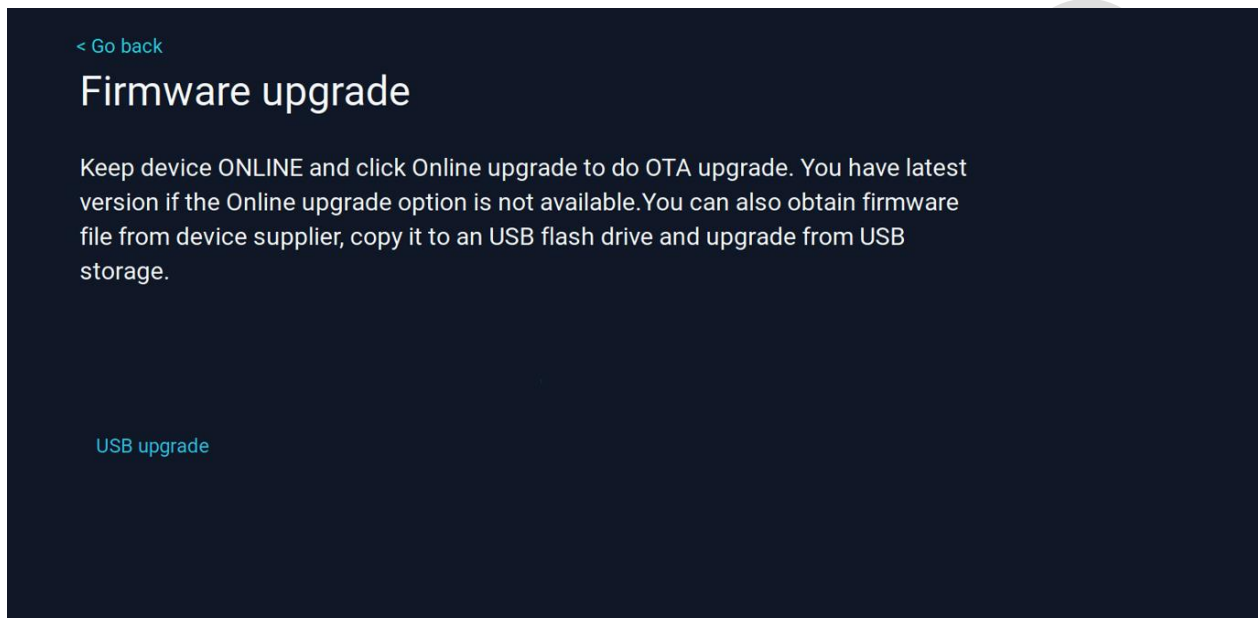 < Go back
Firmware upgrade
Keep device ONLINE and click Online upgrade to do OTA upgrade. You have latest
version if the Online upgrade option is not available.You can also obtain firmware
file from device supplier, copy it to an USB flash drive and upgrade from USB
storage.
USB upgrade